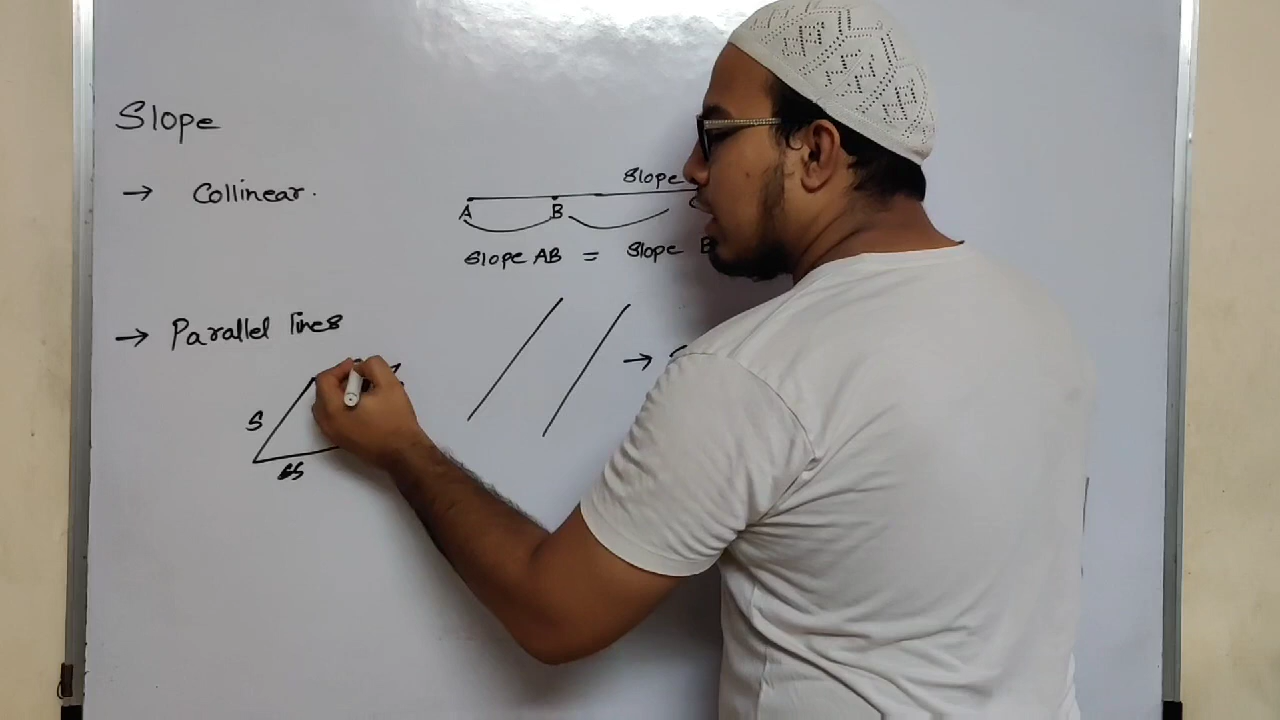 Slope
→ Collinear.
Slope
A B
Slope AB = Slope B
→ Parallel lines
→
S